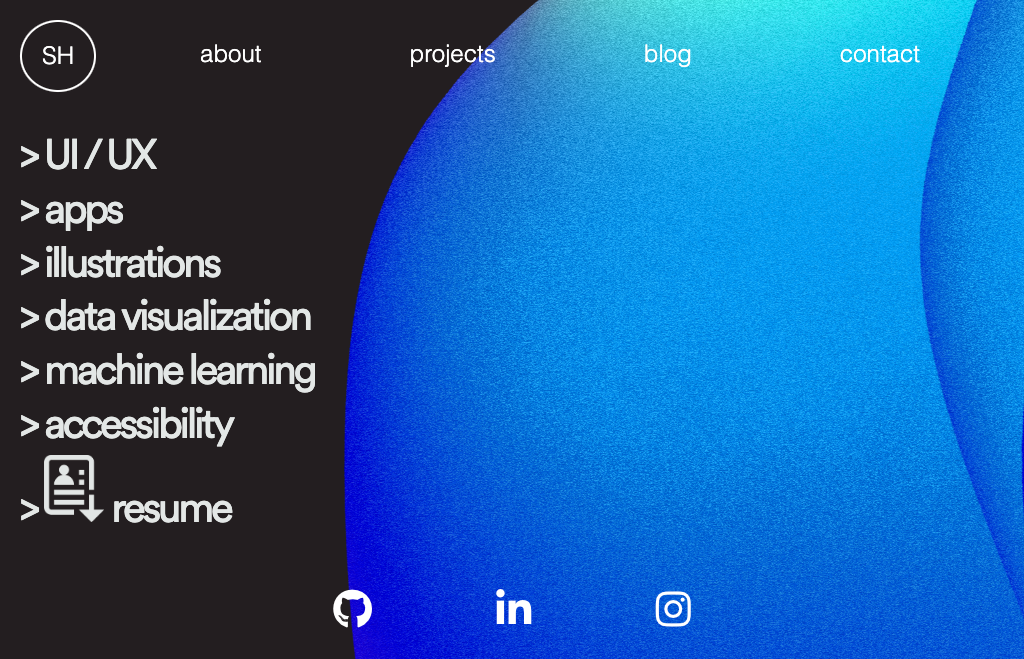 SH
about projects blog contact
> UI / UX
> apps
> illustrations
> data visualization
> machine learning
> accessibility
> resume
in